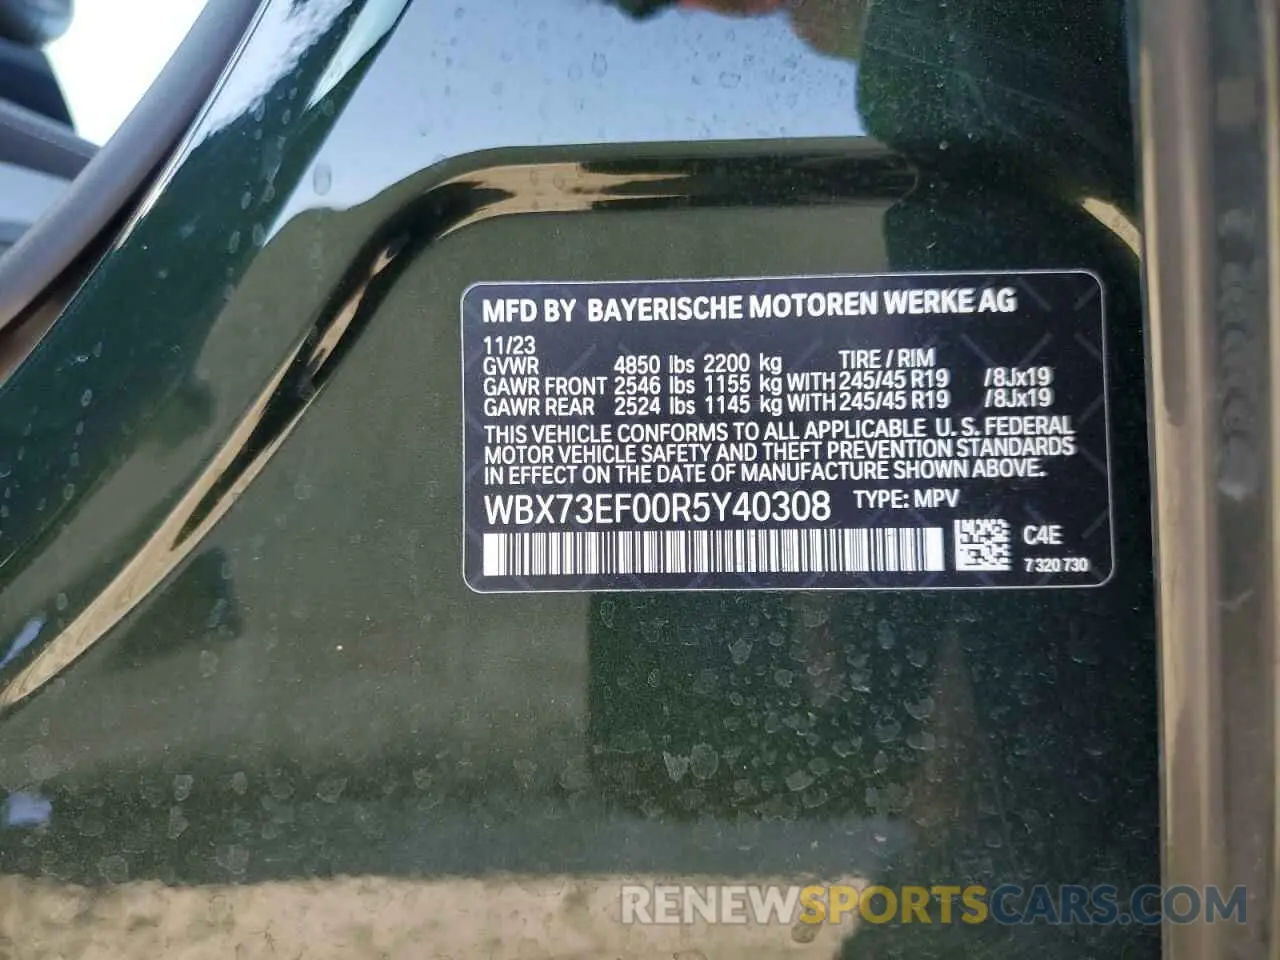 MFD BY BAYERISCHE MOTOREN WERKE AG
11/23
GVWR 4850 lbs 2200 kg TIRE / RIM
GAWR FRONT 2546 lbs 1155 kg WITH 245/45 R19 /8Jx19
GAWR REAR 2524 lbs 1145 kg WITH 245/45 R19 /8Jx19
THIS VEHICLE CONFORMS TO ALL APPLICABLE U. S. FEDERAL
MOTOR VEHICLE SAFETY AND THEFT PREVENTION STANDARDS
IN EFFECT ON THE DATE OF MANUFACTURE SHOWN ABOVE.
WBX73EF00R5Y40308 TYPE: MPV
C4E
7 320 730
RENEWSPORTSCARS.COM